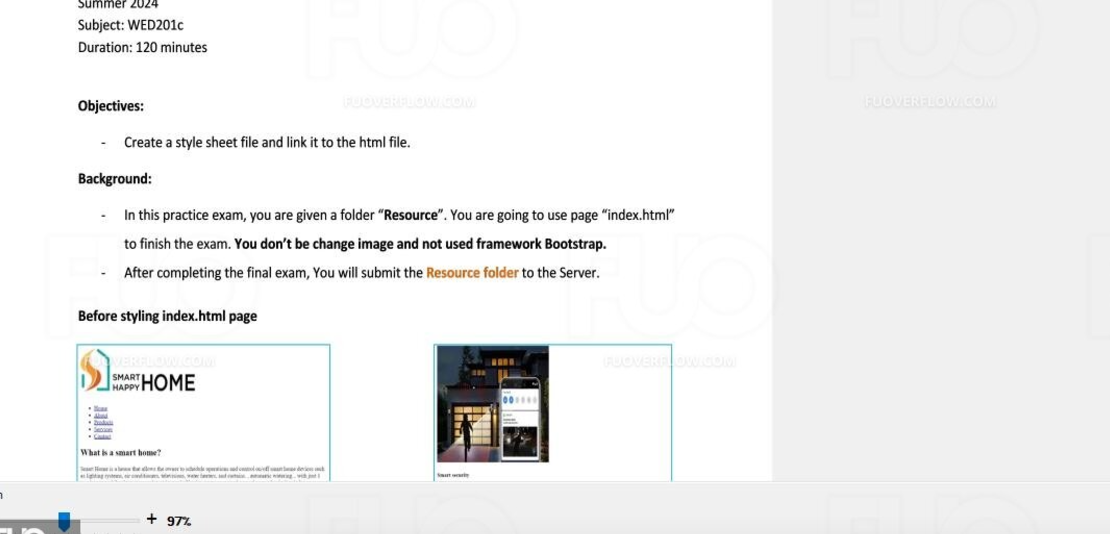 Summer 2024
Subject: WED201c
Duration: 120 minutes
FUOVERFLOW.COM
FUOVERFLOW.COM
Objectives:
- Create a style sheet file and link it to the html file.
Background:
- In this practice exam, you are given a folder “Resource”. You are going to use page “index.html”
to finish the exam. You don’t be change image and not used framework Bootstrap.
- After completing the final exam, You will submit the Resource folder to the Server.
Before styling index.html page
FUOVERFLOW.COM
SMART
HAPPY HOME
Home
About
Products
Services
Contact
What is a smart home?
Smart security
+ 97%